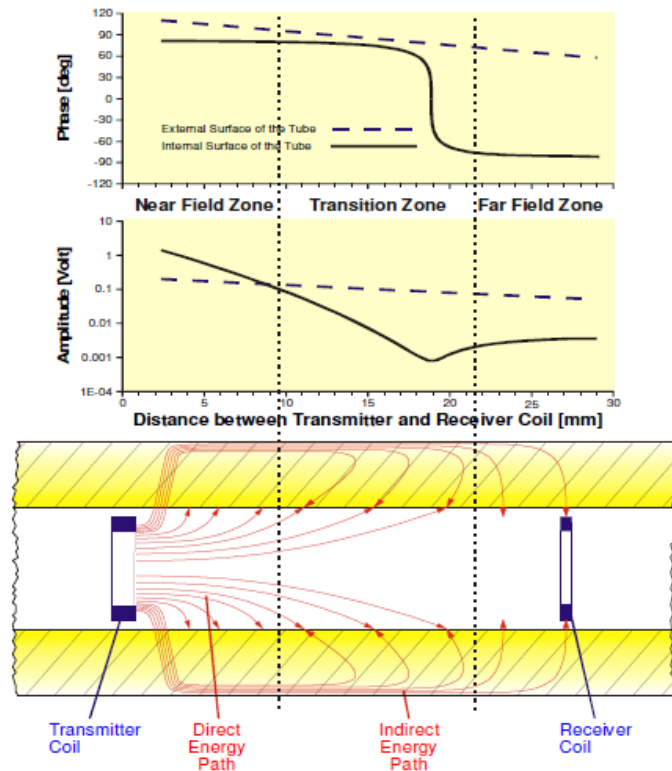 120
90
60
30
0
-30
-60
-90
-120
Phase [deg]
External Surface of the Tube
Internal Surface of the Tube
Near Field Zone
Transition Zone
Far Field Zone
10
1
0.1
0.01
0.001
1E-04
Amplitude [Volt]
0 5 10 15 20 25 30
Distance between Transmitter and Receiver Coil [mm]
Transmitter
Coil
Direct
Energy
Path
Indirect
Energy
Path
Receiver
Coil